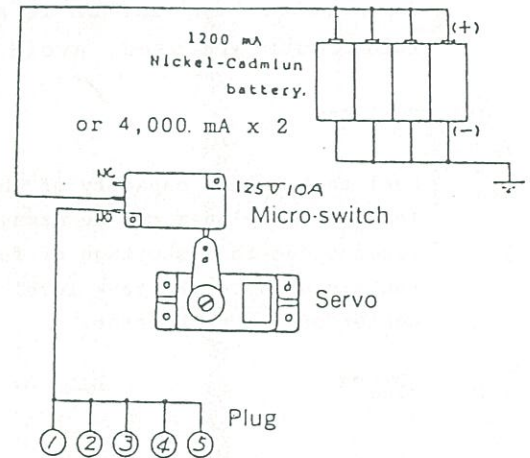 (+)
1200 mA
Nickel-Cadmiun
battery.
(-)
or 4,000. mA x 2
NC
125V 10A
Micro-switch
NO
Servo
Plug
1 2 3 4 5